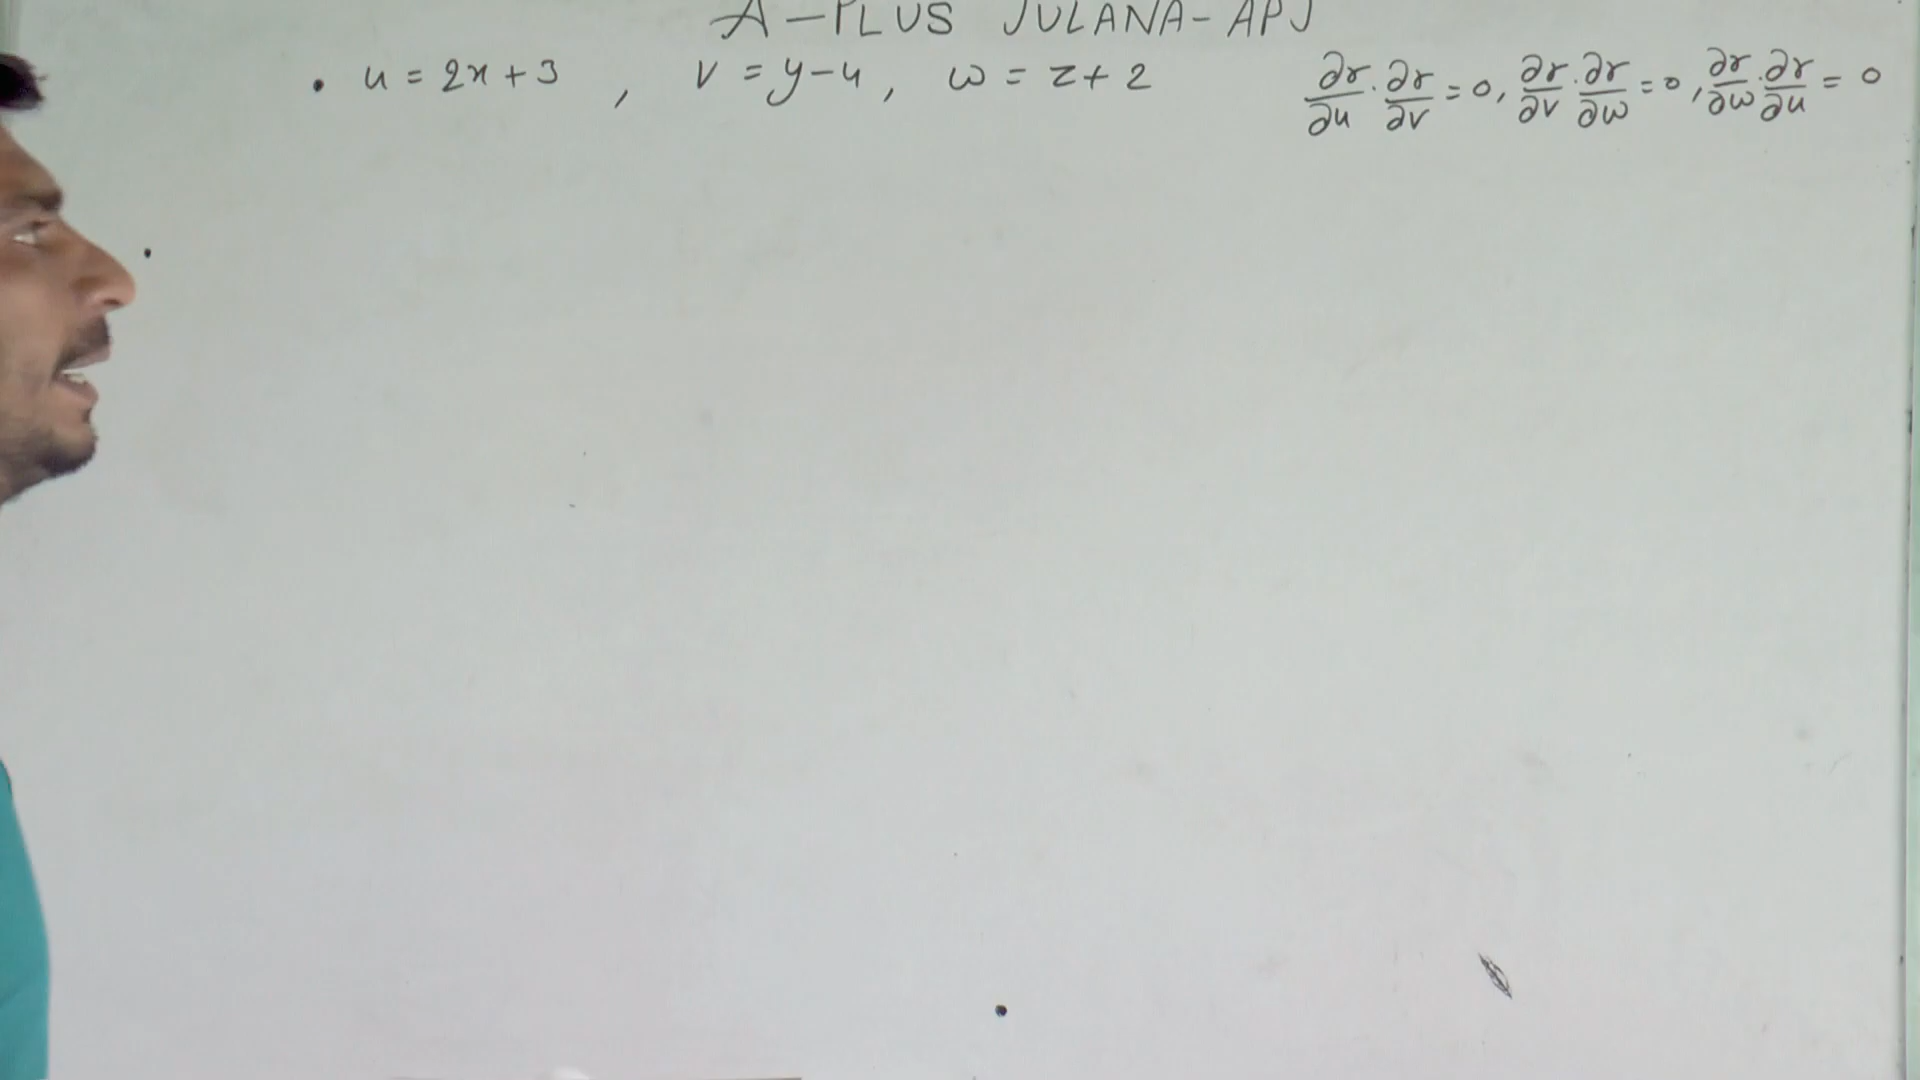 A-PLUS JULANA-APJ
• u = 2x+3 , v = y-4 , w = z+2 ∂r/∂u · ∂r/∂v = 0, ∂r/∂v · ∂r/∂w = 0, ∂r/∂w · ∂r/∂u = 0